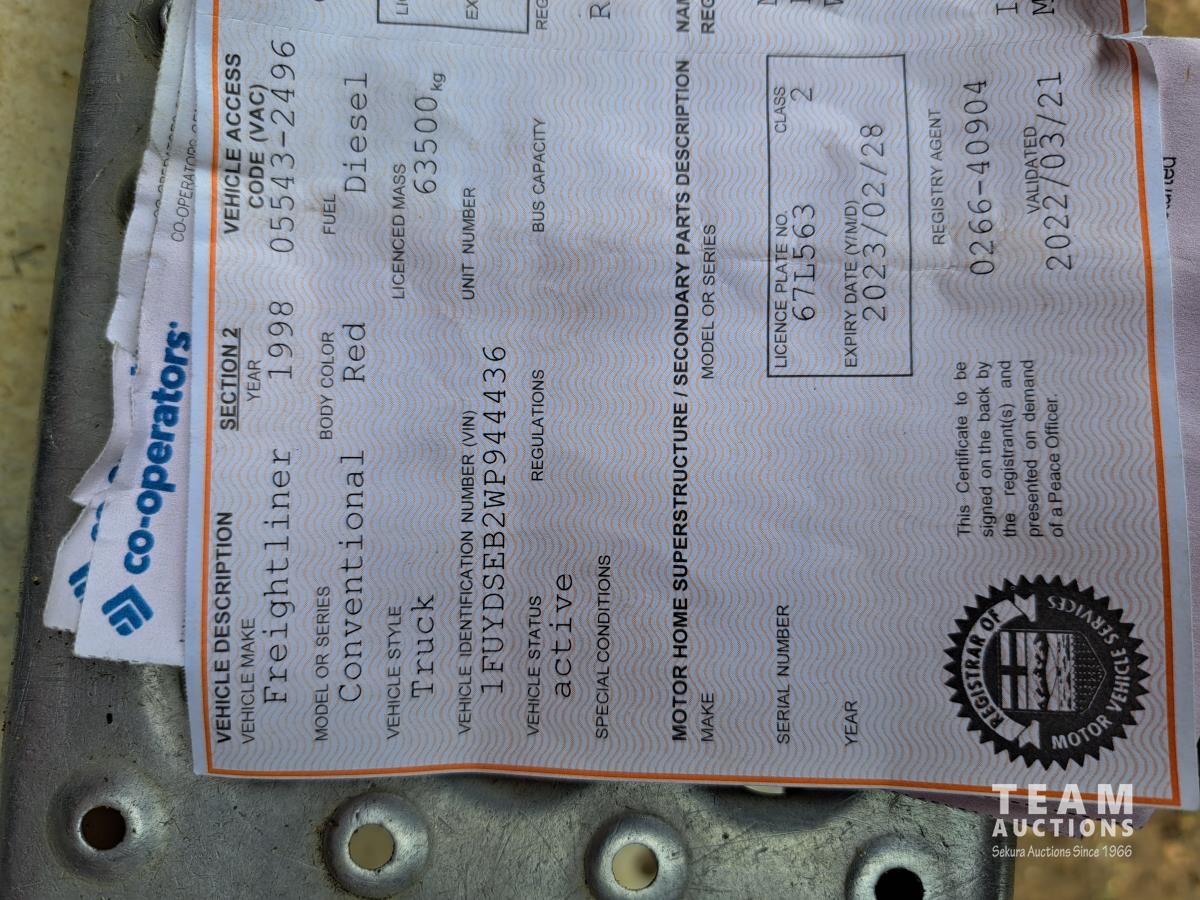 VEHICLE DESCRIPTION SECTION 2 VEHICLE ACCESS
VEHICLE MAKE YEAR CODE (VAC)
Freightliner 1998 05543-2496
MODEL OR SERIES BODY COLOR FUEL
Conventional Red Diesel
VEHICLE STYLE LICENCED MASS
Truck 63500 kg
VEHICLE IDENTIFICATION NUMBER (VIN) UNIT NUMBER
1FUYDSEB2WP944436
VEHICLE STATUS REGULATIONS BUS CAPACITY
active
SPECIAL CONDITIONS
MOTOR HOME SUPERSTRUCTURE / SECONDARY PARTS DESCRIPTION
MAKE MODEL OR SERIES
SERIAL NUMBER
YEAR
LICENCE PLATE NO. CLASS
67L563 2
EXPIRY DATE (Y/M/D)
2023/02/28
This Certificate to be
signed on the back by
the registrant(s) and
presented on demand
of a Peace Officer.
REGISTRY AGENT
0266-40904
VALIDATED
2022/03/21
REGISTRAR OF
MOTOR VEHICLE SERVICES
co-operators
CO-OPERATORS
TEAM
AUCTIONS
Sekura Auctions Since 1966